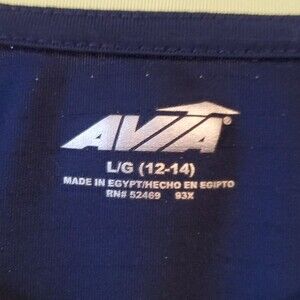 AVIA®
L/G (12-14)
MADE IN EGYPT/HECHO EN EGIPTO
RN# 52469 93X